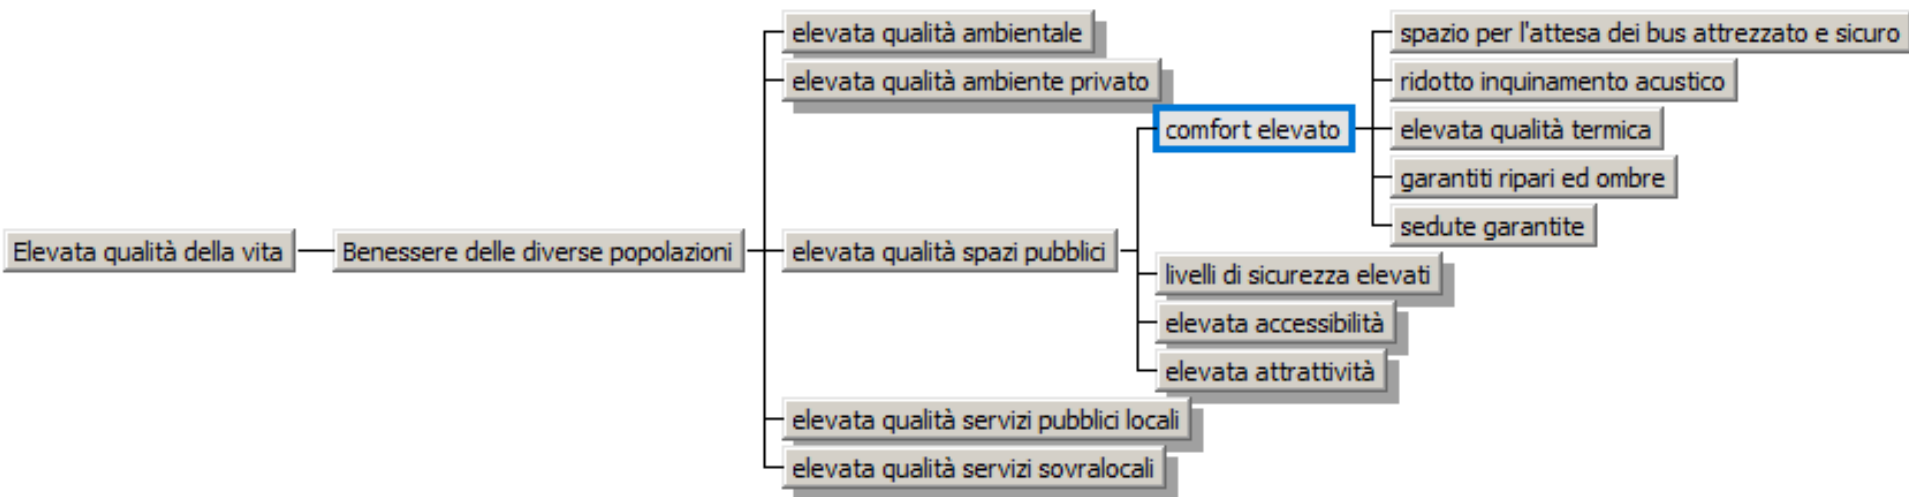 elevata qualità ambientale
elevata qualità ambiente privato
comfort elevato
spazio per l'attesa dei bus attrezzato e sicuro
ridotto inquinamento acustico
elevata qualità termica
garantiti ripari ed ombre
sedute garantite
Elevata qualità della vita
Benessere delle diverse popolazioni
elevata qualità spazi pubblici
livelli di sicurezza elevati
elevata accessibilità
elevata attrattività
elevata qualità servizi pubblici locali
elevata qualità servizi sovralocali